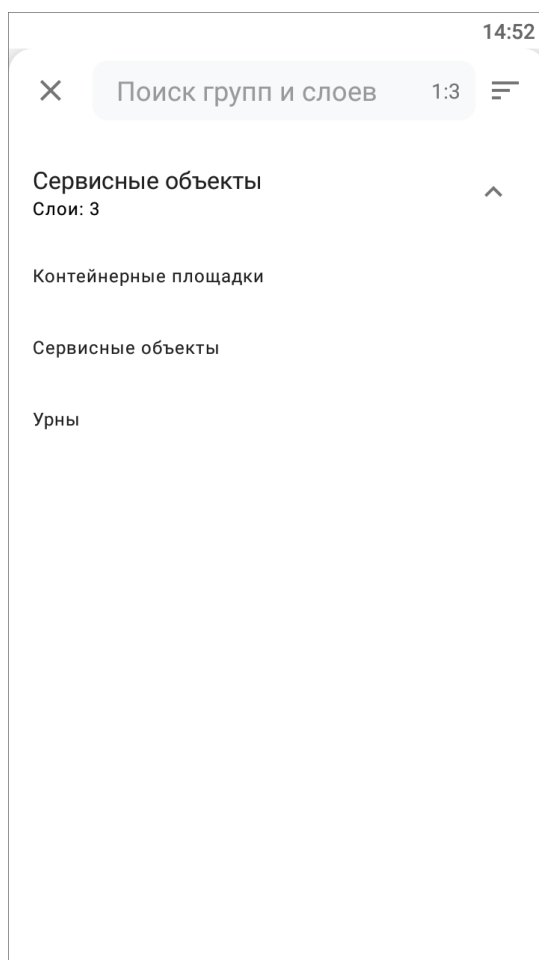 14:52
Поиск групп и слоев 1:3
Сервисные объекты
Слои: 3
Контейнерные площадки
Сервисные объекты
Урны